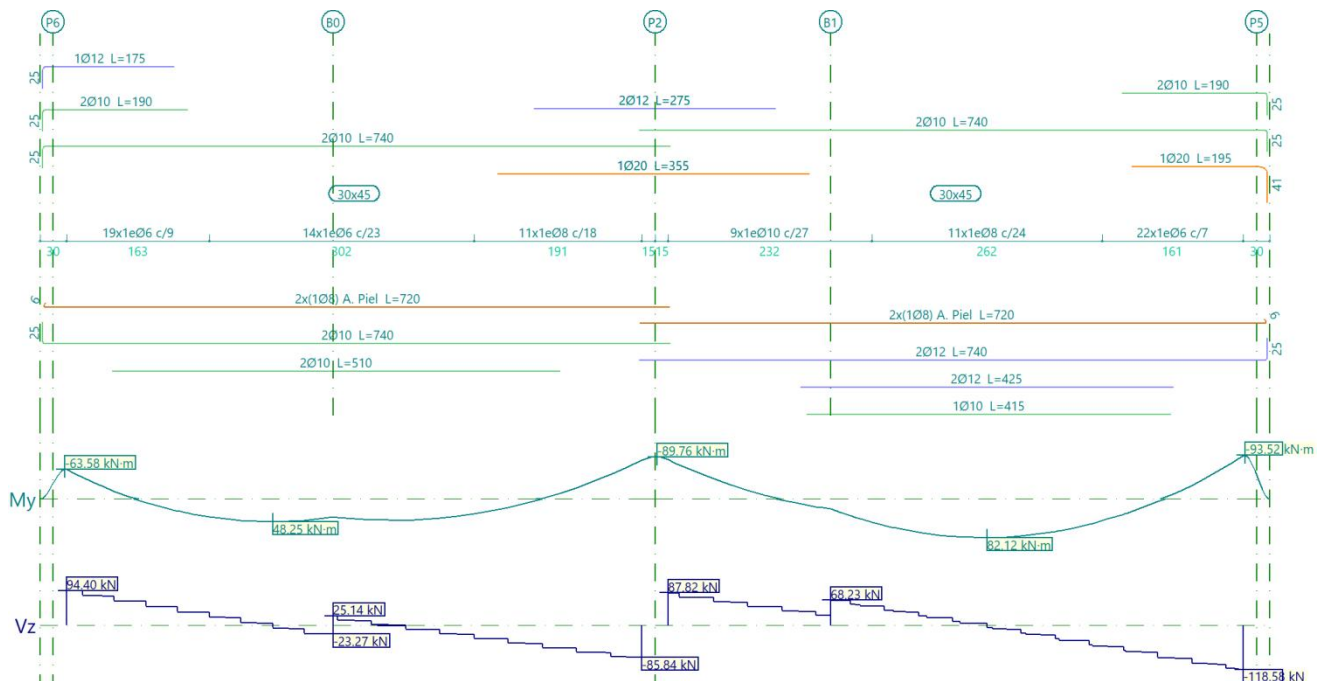 P6 B0 P2 B1 P5
1Ø12 L=175
25
2Ø10 L=190
25
2Ø12 L=275
2Ø10 L=190
25
2Ø10 L=740
25
2Ø10 L=740
25
1Ø20 L=355
1Ø20 L=195
41
30x45
30x45
19x1eØ6 c/9 14x1eØ6 c/23 11x1eØ8 c/18 9x1eØ10 c/27 11x1eØ8 c/24 22x1eØ6 c/7
30 163 302 191 1515 232 262 161 30
2x(1Ø8) A. Piel L=720
2x(1Ø8) A. Piel L=720
25
2Ø10 L=740
2Ø12 L=740
25
2Ø10 L=510
2Ø12 L=425
1Ø10 L=415
-63.58 kN·m
-89.76 kN·m
-93.52 kN·m
My
48.25 kN·m
82.12 kN·m
94.40 kN
25.14 kN
87.82 kN
68.23 kN
Vz
-23.27 kN
-85.84 kN
-118.58 kN